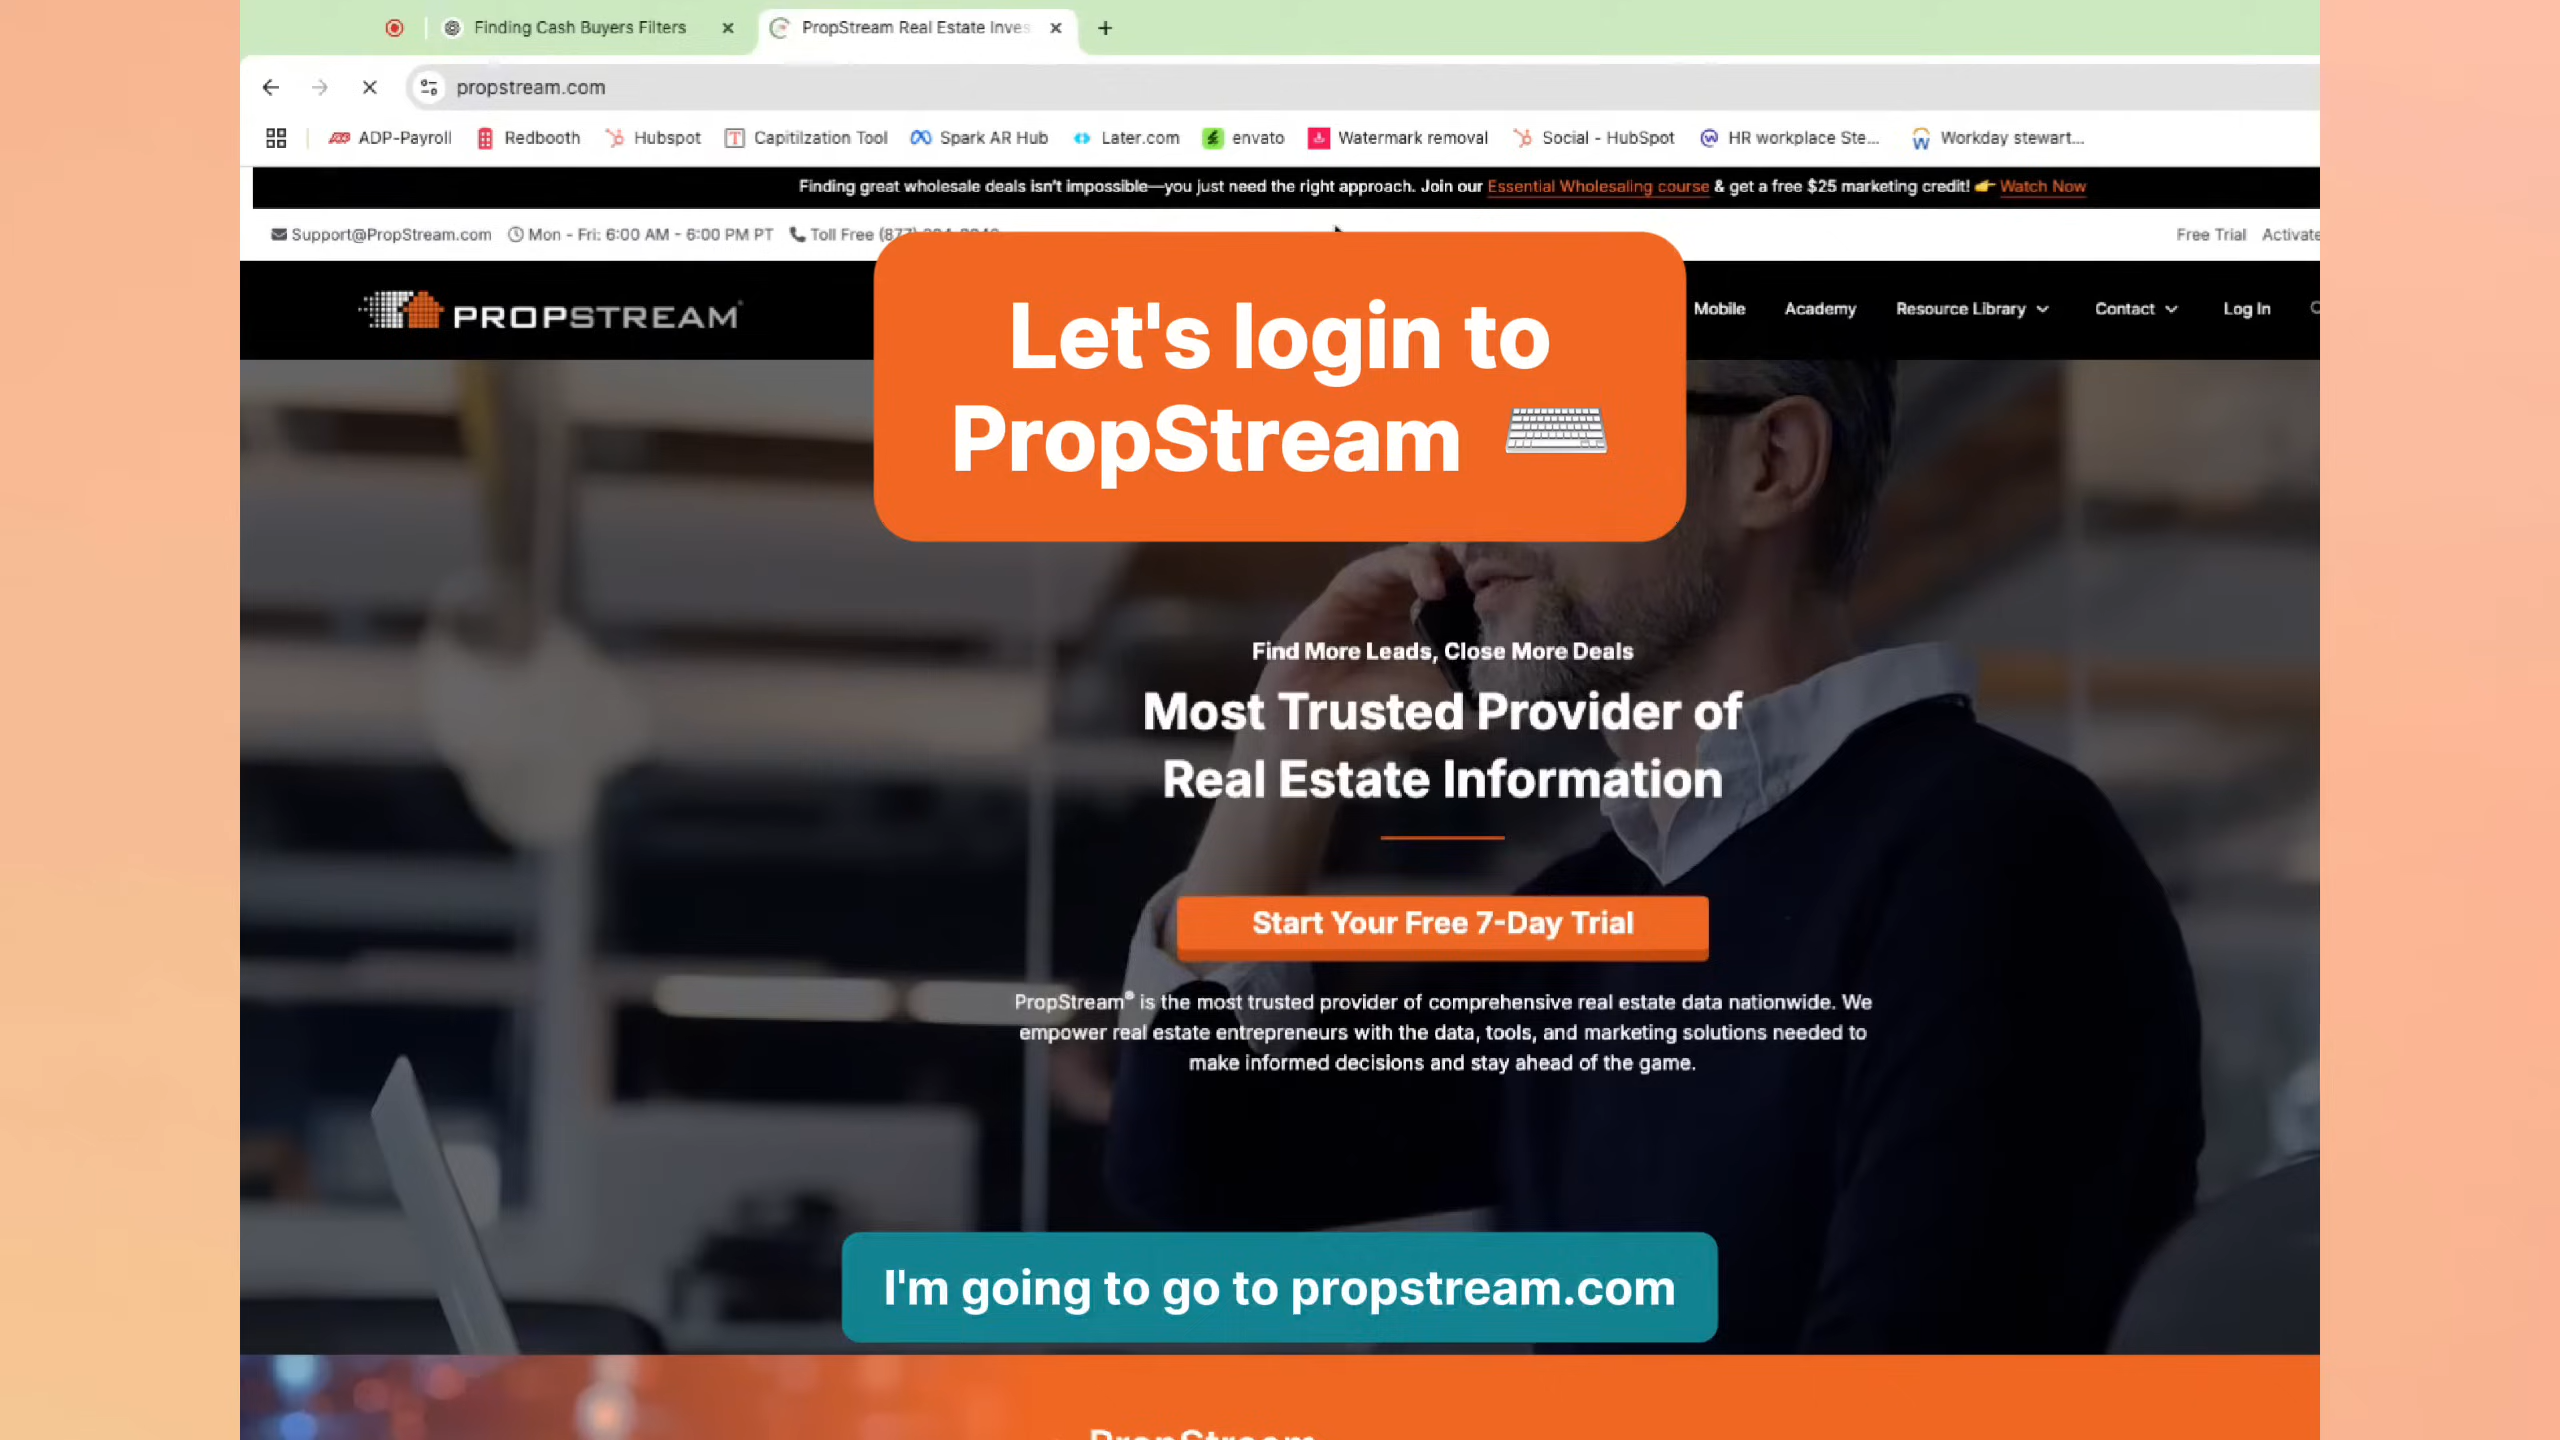 Finding Cash Buyers Filters
PropStream Real Estate Inves
propstream.com
ADP-Payroll Redbooth Hubspot Capitilzation Tool Spark AR Hub Later.com envato Watermark removal Social - HubSpot HR workplace Ste... Workday stewart...
Finding great wholesale deals isn't impossible—you just need the right approach. Join our Essential Wholesaling course & get a free $25 marketing credit! 👉 Watch Now
Support@PropStream.com Mon - Fri: 6:00 AM - 6:00 PM PT Toll Free Free Trial Activate
PROPSTREAM Mobile Academy Resource Library Contact Log In
Let's login to
PropStream ⌨️
Find More Leads, Close More Deals
Most Trusted Provider of
Real Estate Information
Start Your Free 7-Day Trial
PropStream® is the most trusted provider of comprehensive real estate data nationwide. We
empower real estate entrepreneurs with the data, tools, and marketing solutions needed to
make informed decisions and stay ahead of the game.
I'm going to go to propstream.com
PropStream